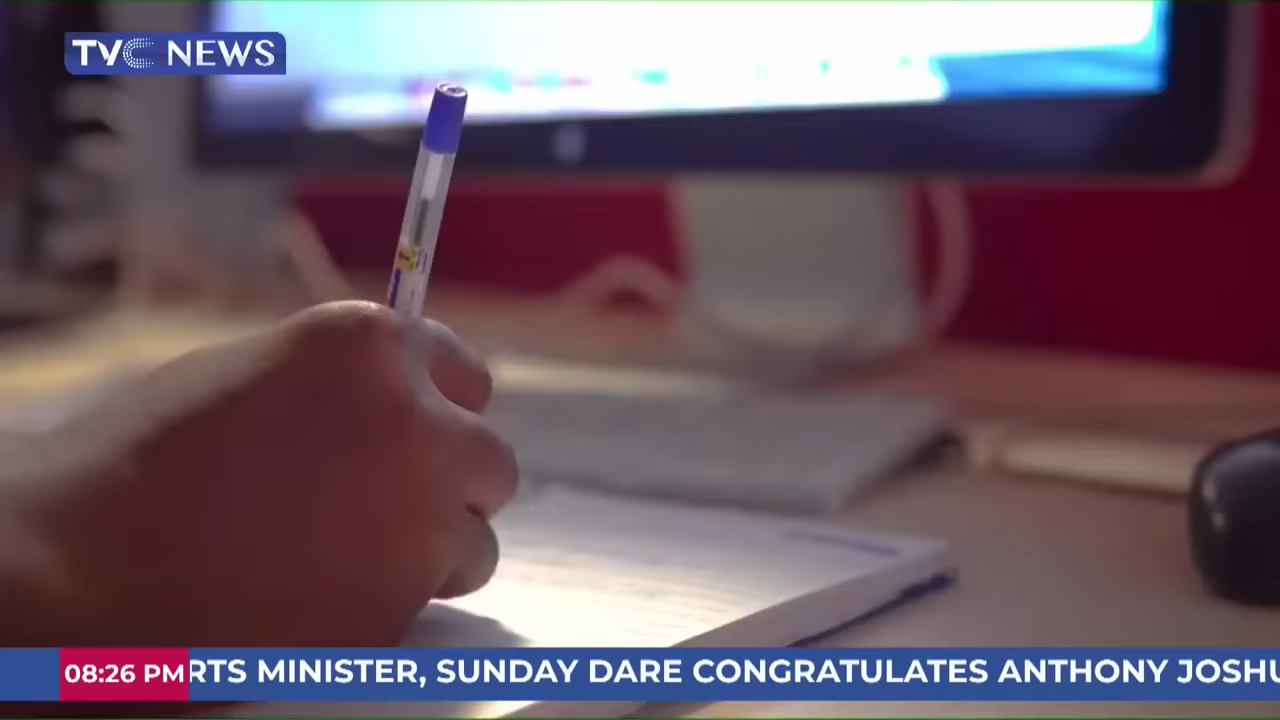 TVC NEWS
08:26 PM
RTS MINISTER, SUNDAY DARE CONGRATULATES ANTHONY JOSHU